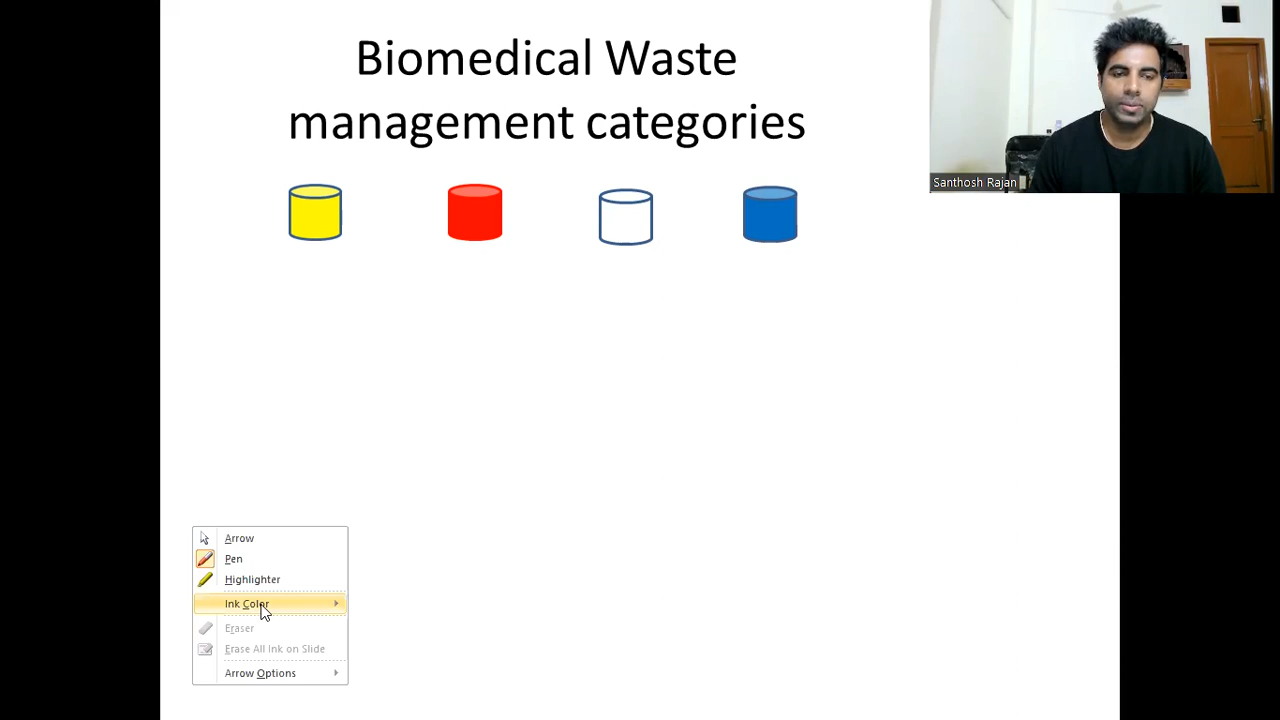 Biomedical Waste
management categories
Santhosh Rajan
Arrow
Pen
Highlighter
Ink Color
Eraser
Erase All Ink on Slide
Arrow Options